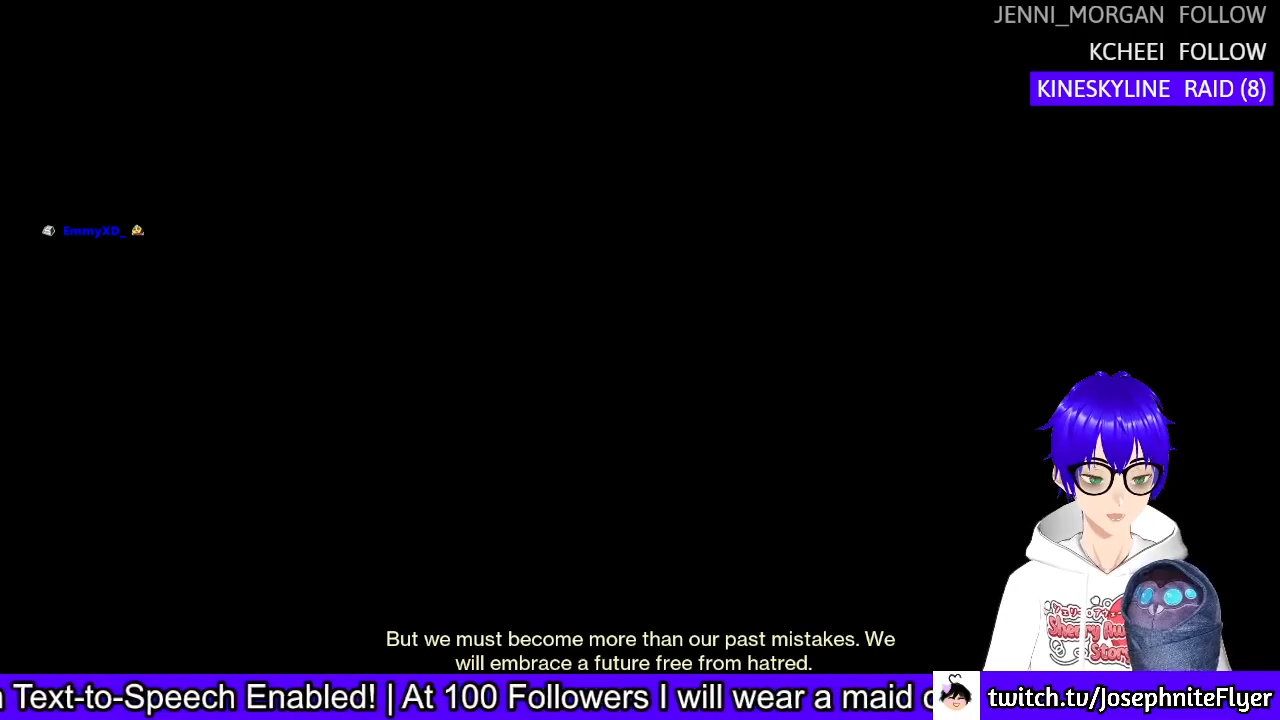 JENNI_MORGAN FOLLOW
KCHEEI FOLLOW
KINESKYLINE RAID (8)
EmmyXD_
But we must become more than our past mistakes. We
will embrace a future free from hatred.
Text-to-Speech Enabled! | At 100 Followers I will wear a maid
twitch.tv/JosephniteFlyer